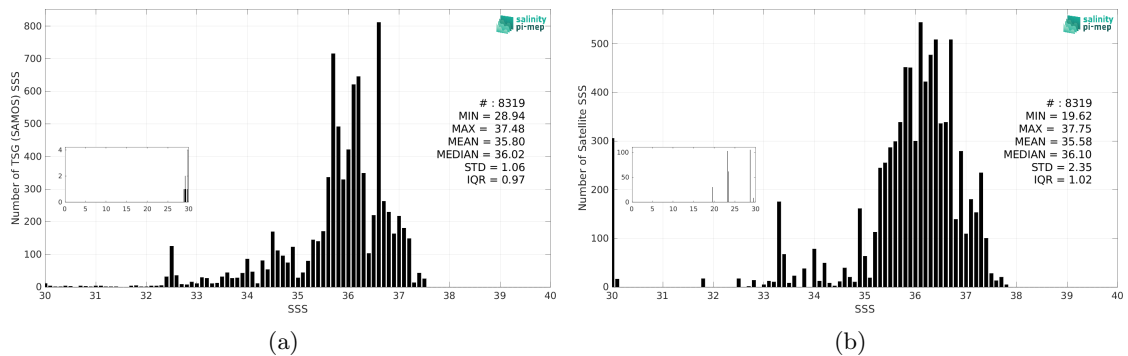 salinity
pi-mep
Number of TSG (SAMOS) SSS
800
700
600
500
400
300
200
100
0
# : 8319
MIN = 28.94
MAX = 37.48
MEAN = 35.80
MEDIAN = 36.02
STD = 1.06
IQR = 0.97
4
2
0
0 5 10 15 20 25 30
30 31 32 33 34 35 36 37 38 39 40
SSS
(a)
salinity
pi-mep
Number of Satellite SSS
500
400
300
200
100
0
# : 8319
MIN = 19.62
MAX = 37.75
MEAN = 35.58
MEDIAN = 36.10
STD = 2.35
IQR = 1.02
100
50
0
0 5 10 15 20 25 30
30 31 32 33 34 35 36 37 38 39 40
SSS
(b)